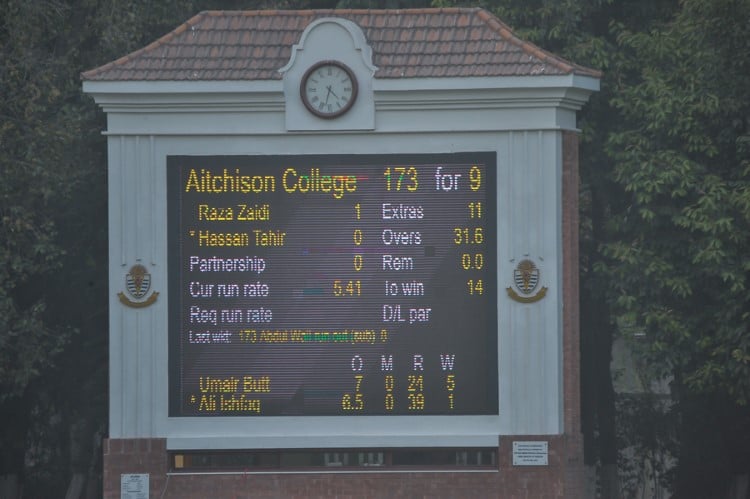 Aitchison College 173 for 9
Raza Zaidi 1 Extras 11
* Hassan Tahir 0 Overs 31.6
Partnership 0 Rem 0.0
Cur run rate 5.41 To win 14
Req run rate D/L par
Last wkt: 173 Abdul Wali run out (sub) 0
O M R W
Umair Butt 7 0 24 5
* Ali Ishfaq 6.5 0 39 1